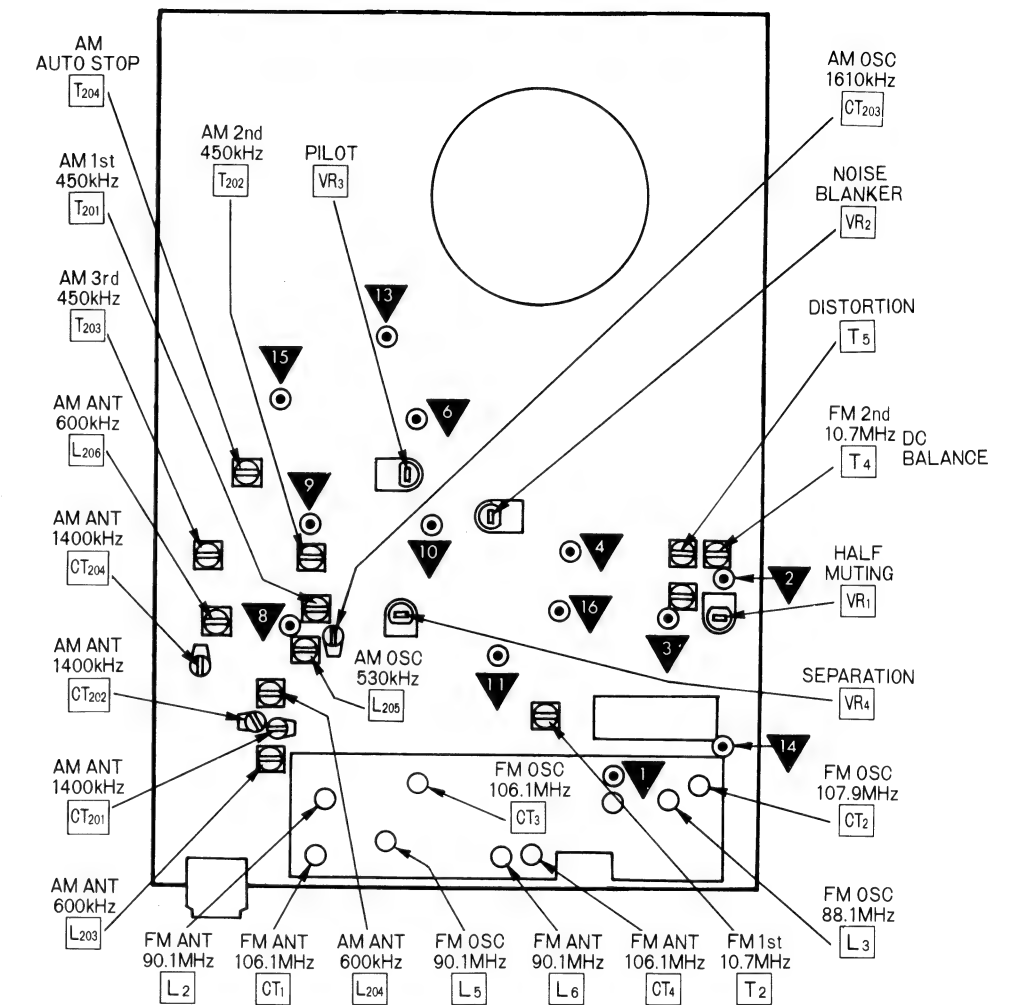 AM
AUTO STOP
T204
AM 1st
450kHz
T201
AM 3rd
450kHz
T203
AM ANT
600kHz
L206
AM ANT
1400kHz
CT204
AM ANT
1400kHz
CT202
AM ANT
1400kHz
CT201
AM ANT
600kHz
L203
AM 2nd
450kHz
T202
PILOT
VR3
AM OSC
1610kHz
CT203
NOISE
BLANKER
VR2
DISTORTION
T5
FM 2nd
10.7MHz
T4
DC
BALANCE
HALF
MUTING
VR1
SEPARATION
VR4
FM OSC
107.9MHz
CT2
FM OSC
88.1MHz
L3
13
15
6
9
10
4
2
16
8
3
11
14
1
AM OSC
530kHz
L205
FM OSC
106.1MHz
CT3
FM ANT
90.1MHz
L2
FM ANT
106.1MHz
CT1
AM ANT
600kHz
L204
FM OSC
90.1MHz
L5
FM ANT
90.1MHz
L6
FM ANT
106.1MHz
CT4
FM 1st
10.7MHz
T2